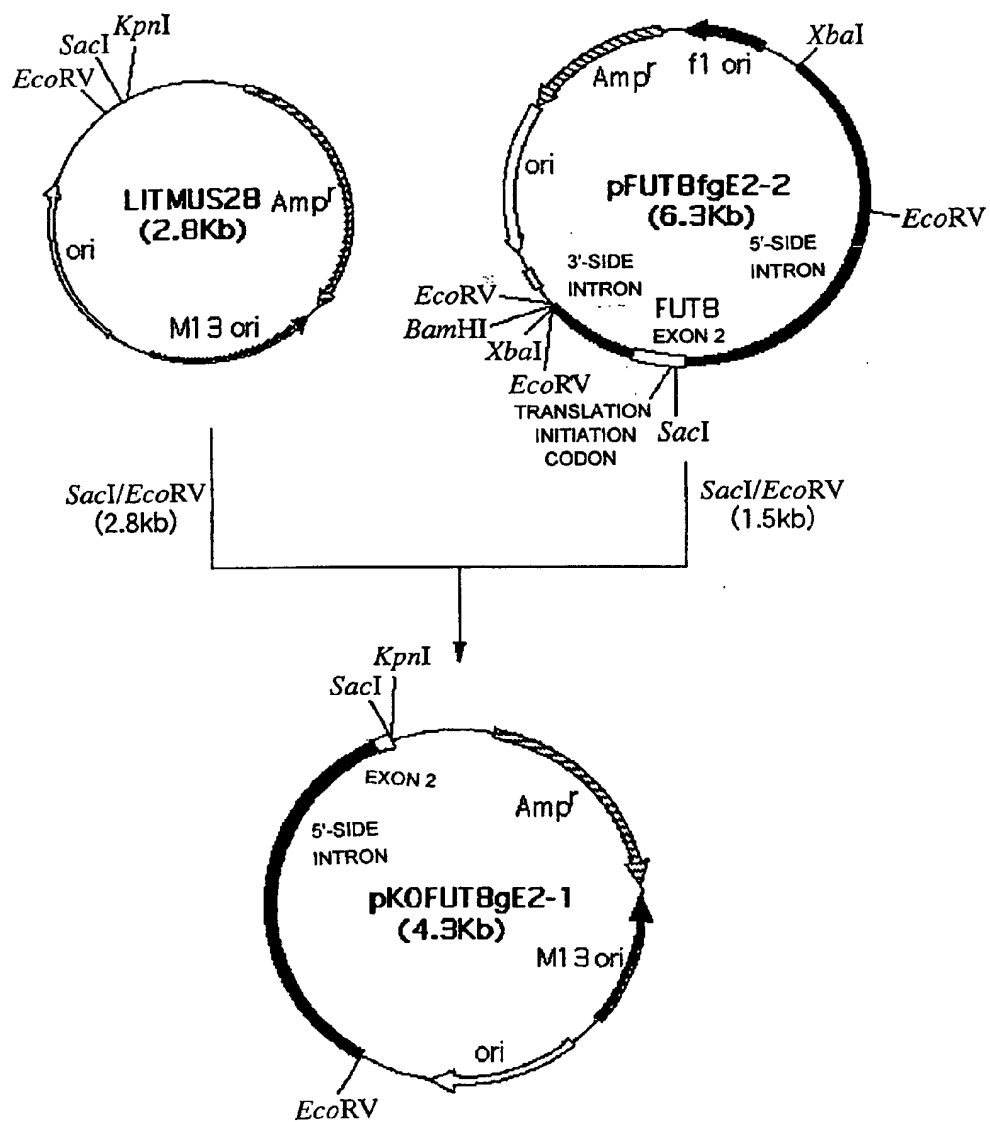 KpnI
SacI
EcoRV
LITMUS28
(2.8Kb)
Ampr
ori
M13 ori
XbaI
f1 ori
Ampr
ori
pFUT8fgE2-2
(6.3Kb)
EcoRV
5'-SIDE
INTRON
3'-SIDE
INTRON
FUT8
EXON 2
EcoRV
BamHI
XbaI
EcoRV
TRANSLATION
INITIATION
CODON
SacI
SacI/EcoRV
(2.8kb)
SacI/EcoRV
(1.5kb)
KpnI
SacI
EXON 2
Ampr
5'-SIDE
INTRON
pKOFUT8gE2-1
(4.3Kb)
M13 ori
ori
EcoRV